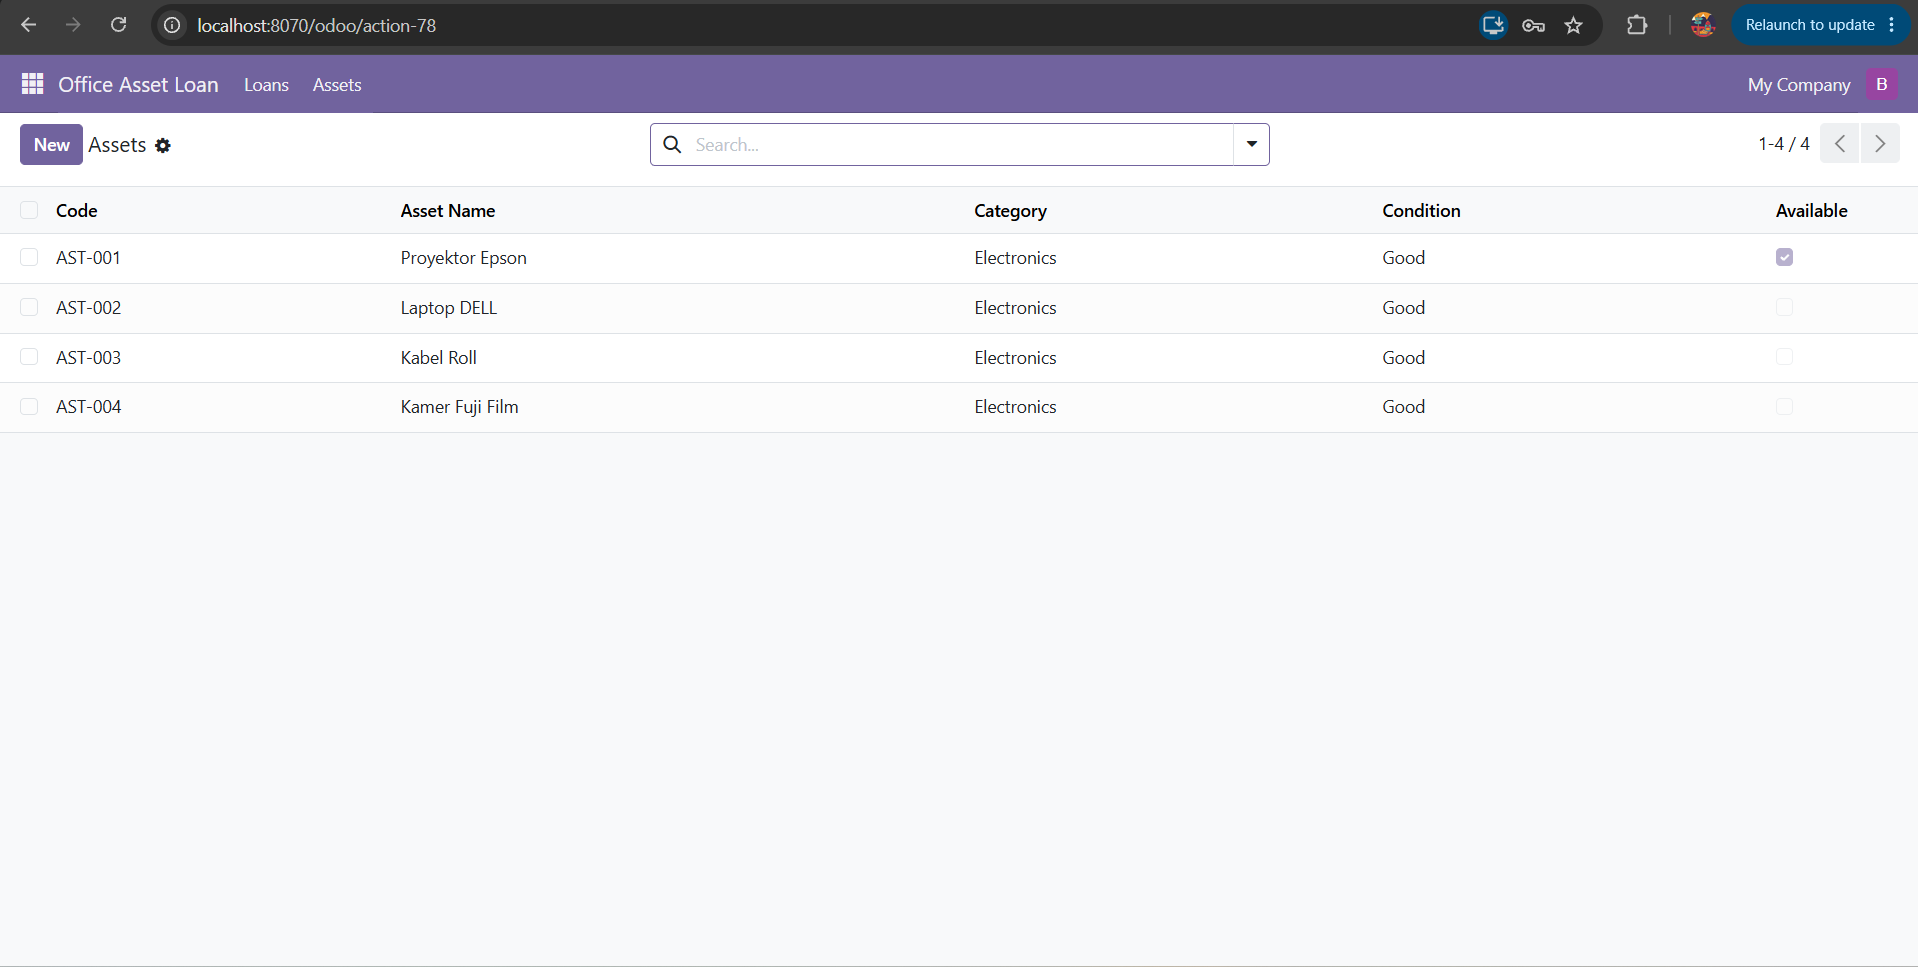 localhost:8070/odoo/action-78
Relaunch to update
Office Asset Loan Loans Assets
My Company B
New Assets
Search...
1-4 / 4
Code Asset Name Category Condition Available
AST-001 Proyektor Epson Electronics Good
AST-002 Laptop DELL Electronics Good
AST-003 Kabel Roll Electronics Good
AST-004 Kamer Fuji Film Electronics Good